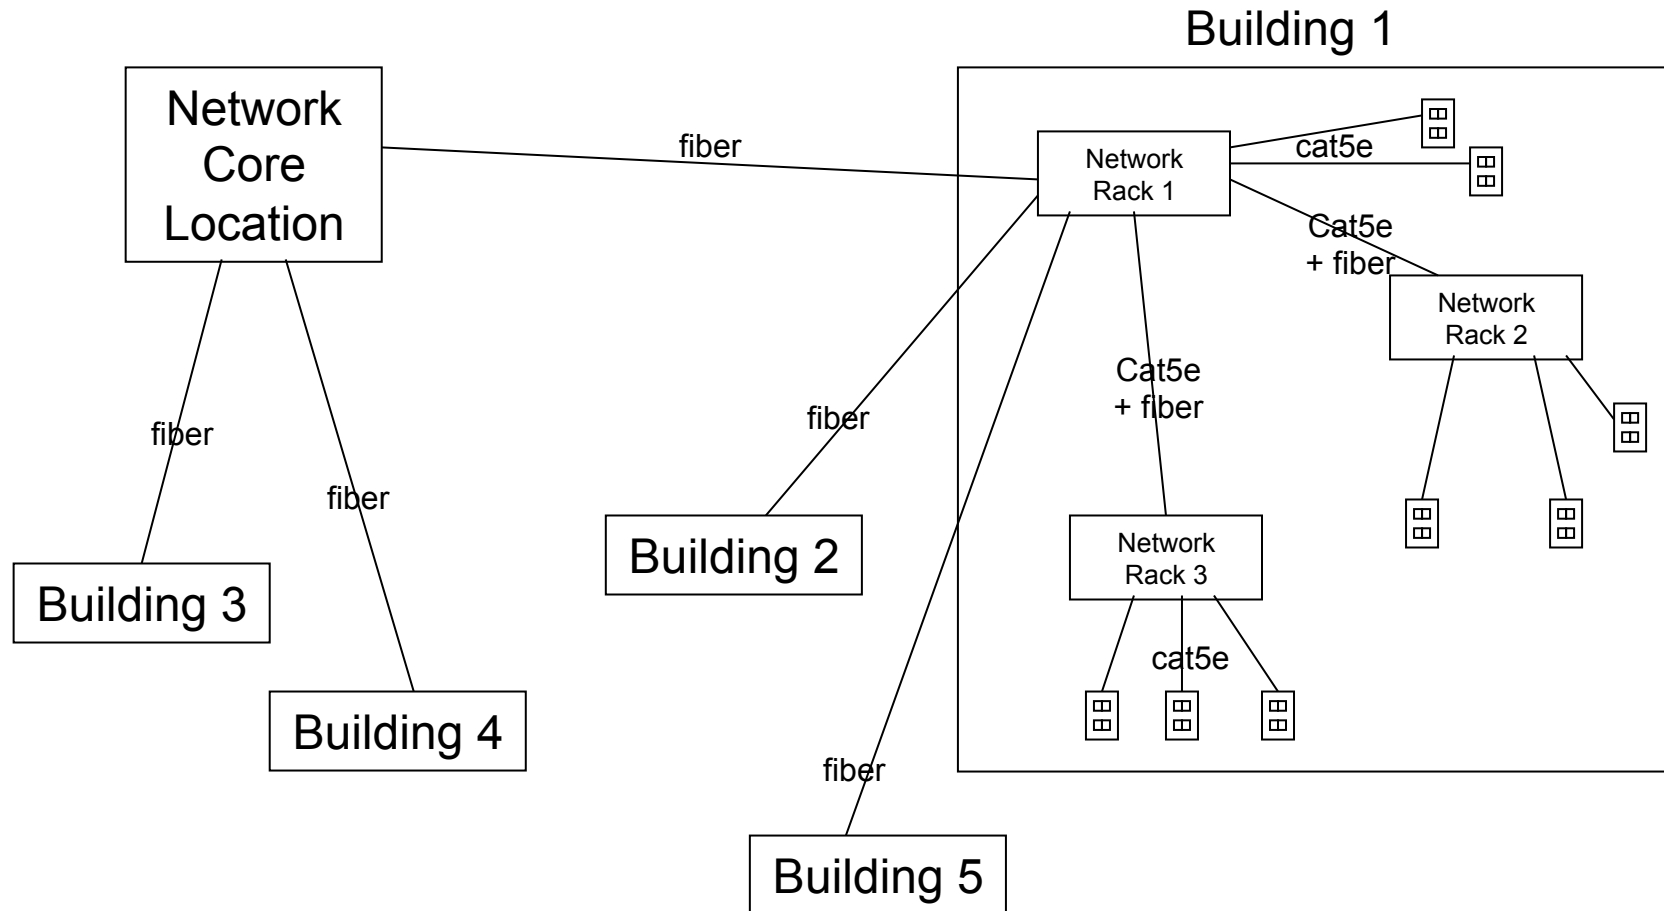 Building 1
Network
Core
Location
fiber
Network
Rack 1
cat5e
Cat5e
+ fiber
Network
Rack 2
Cat5e
+ fiber
fiber
fiber
fiber
Building 2
Network
Rack 3
Building 3
cat5e
Building 4
fiber
Building 5